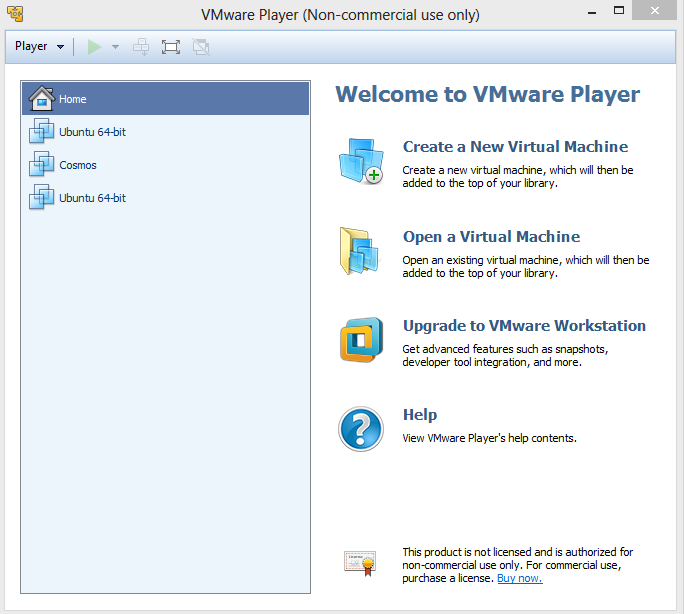 VMware Player (Non-commercial use only)
Player
Home
Ubuntu 64-bit
Cosmos
Ubuntu 64-bit
Welcome to VMware Player
Create a New Virtual Machine
Create a new virtual machine, which will then be
added to the top of your library.
Open a Virtual Machine
Open an existing virtual machine, which will then be
added to the top of your library.
Upgrade to VMware Workstation
Get advanced features such as snapshots,
developer tool integration, and more.
Help
View VMware Player's help contents.
This product is not licensed and is authorized for
non-commercial use only. For commercial use,
purchase a license. Buy now.